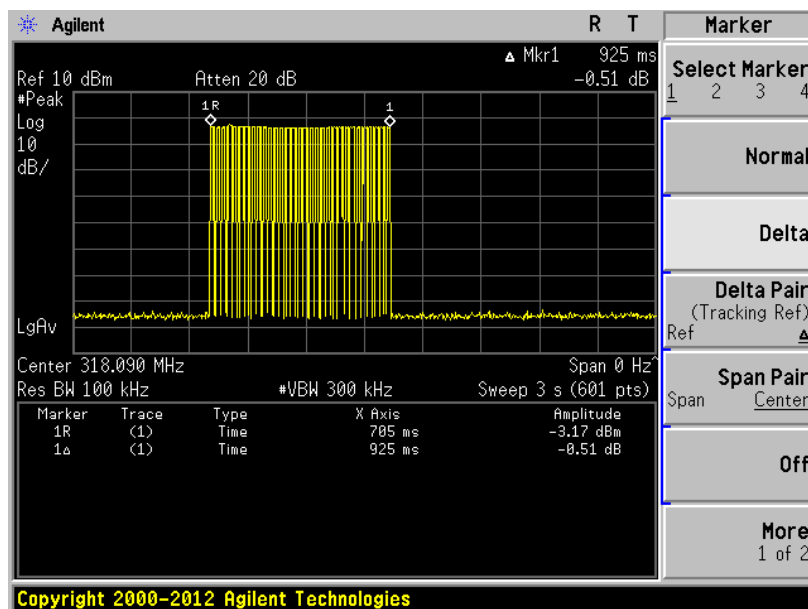 Agilent R T Marker
Δ Mkr1 925 ms
Ref 10 dBm Atten 20 dB -0.51 dB
#Peak
Log
10
dB/
1R 1
LgAv
Center 318.090 MHz Span 0 Hz^
Res BW 100 kHz #VBW 300 kHz Sweep 3 s (601 pts)
Marker Trace Type X Axis Amplitude
1R (1) Time 705 ms -3.17 dBm
1Δ (1) Time 925 ms -0.51 dB
Select Marker
1 2 3 4
Normal
Delta
Delta Pair
(Tracking Ref)
Ref Δ
Span Pair
Span Center
Off
More
1 of 2
Copyright 2000-2012 Agilent Technologies